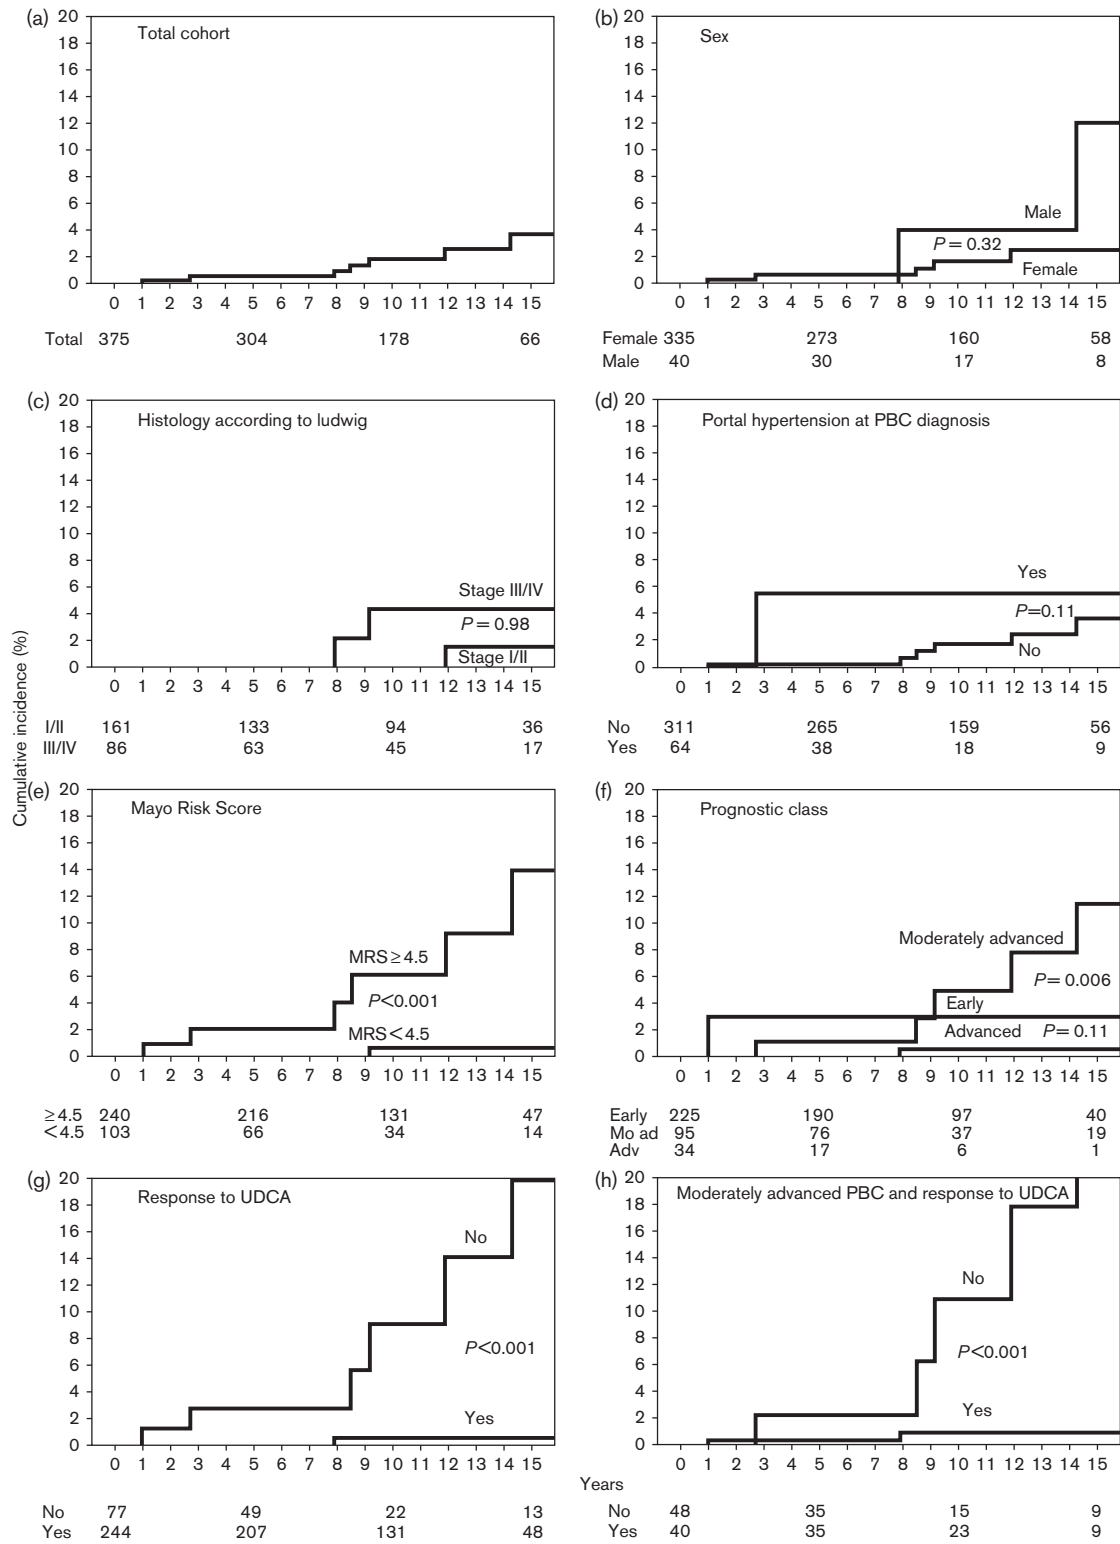 Cumulative incidence (%)
(a) Total cohort
20
18
16
14
12
10
8
6
4
2
0
0 1 2 3 4 5 6 7 8 9 10 11 12 13 14 15
Total 375 304 178 66
(b) Sex
20
18
16
14
12
10
8
6
4
2
0
Male
P = 0.32
Female
0 1 2 3 4 5 6 7 8 9 10 11 12 13 14 15
Female 335 273 160 58
Male 40 30 17 8
(c) Histology according to ludwig
20
18
16
14
12
10
8
6
4
2
0
Stage III/IV
P = 0.98
Stage I/II
0 1 2 3 4 5 6 7 8 9 10 11 12 13 14 15
I/II 161 133 94 36
III/IV 86 63 45 17
(d) Portal hypertension at PBC diagnosis
20
18
16
14
12
10
8
6
4
2
0
Yes
P=0.11
No
0 1 2 3 4 5 6 7 8 9 10 11 12 13 14 15
No 311 265 159 56
Yes 64 38 18 9
(e) Mayo Risk Score
20
18
16
14
12
10
8
6
4
2
0
MRS ≥ 4.5
P<0.001
MRS < 4.5
0 1 2 3 4 5 6 7 8 9 10 11 12 13 14 15
≥4.5 240 216 131 47
<4.5 103 66 34 14
(f) Prognostic class
20
18
16
14
12
10
8
6
4
2
0
Moderately advanced
P= 0.006
Early
Advanced P= 0.11
0 1 2 3 4 5 6 7 8 9 10 11 12 13 14 15
Early 225 190 97 40
Mo ad 95 76 37 19
Adv 34 17 6 1
(g) Response to UDCA
20
18
16
14
12
10
8
6
4
2
0
No
P<0.001
Yes
0 1 2 3 4 5 6 7 8 9 10 11 12 13 14 15
No 77 49 22 13
Yes 244 207 131 48
(h) Moderately advanced PBC and response to UDCA
20
18
16
14
12
10
8
6
4
2
0
No
P<0.001
Yes
0 1 2 3 4 5 6 7 8 9 10 11 12 13 14 15
Years
No 48 35 15 9
Yes 40 35 23 9